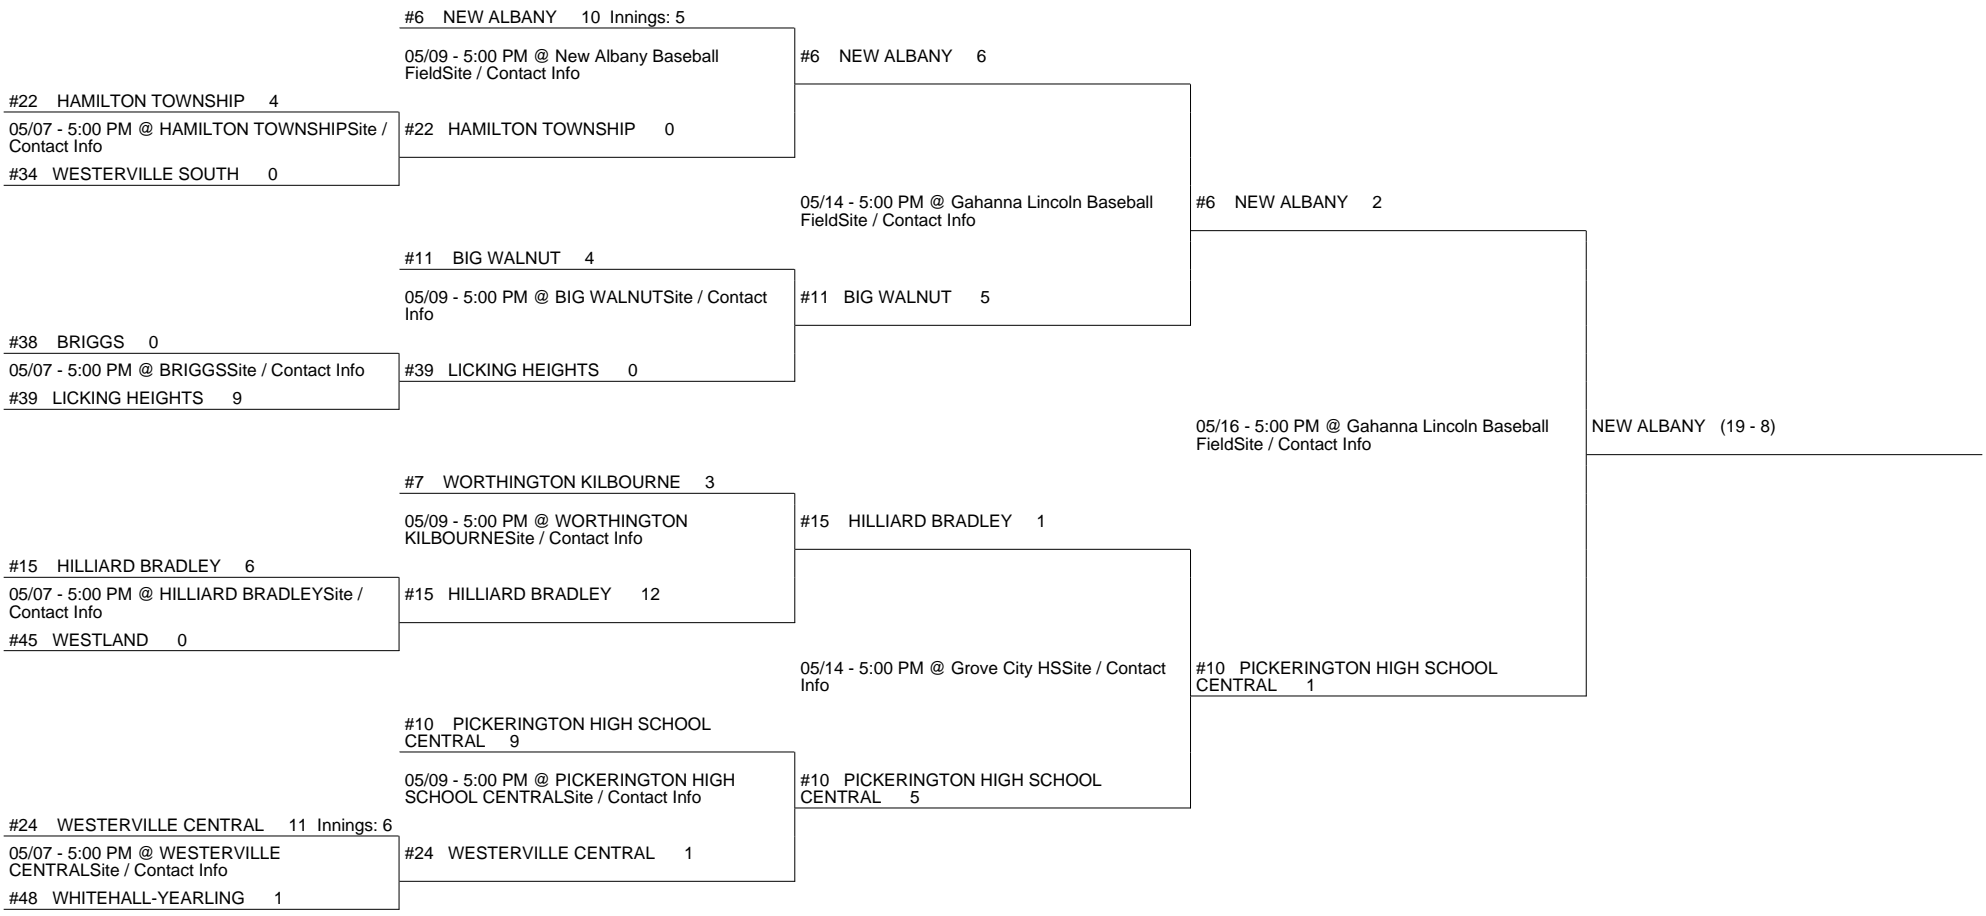 #6 NEW ALBANY 10 Innings: 5
05/09 - 5:00 PM @ New Albany Baseball
FieldSite / Contact Info
#6 NEW ALBANY 6
#22 HAMILTON TOWNSHIP 4
05/07 - 5:00 PM @ HAMILTON TOWNSHIPSite /
Contact Info
#22 HAMILTON TOWNSHIP 0
#34 WESTERVILLE SOUTH 0
05/14 - 5:00 PM @ Gahanna Lincoln Baseball
FieldSite / Contact Info
#6 NEW ALBANY 2
#11 BIG WALNUT 4
05/09 - 5:00 PM @ BIG WALNUTSite / Contact
Info
#11 BIG WALNUT 5
#38 BRIGGS 0
05/07 - 5:00 PM @ BRIGGSSite / Contact Info
#39 LICKING HEIGHTS 0
#39 LICKING HEIGHTS 9
05/16 - 5:00 PM @ Gahanna Lincoln Baseball
FieldSite / Contact Info
NEW ALBANY (19 - 8)
#7 WORTHINGTON KILBOURNE 3
05/09 - 5:00 PM @ WORTHINGTON
KILBOURNESite / Contact Info
#15 HILLIARD BRADLEY 1
#15 HILLIARD BRADLEY 6
05/07 - 5:00 PM @ HILLIARD BRADLEYSite /
Contact Info
#15 HILLIARD BRADLEY 12
#45 WESTLAND 0
05/14 - 5:00 PM @ Grove City HSSite / Contact
Info
#10 PICKERINGTON HIGH SCHOOL
CENTRAL 1
#10 PICKERINGTON HIGH SCHOOL
CENTRAL 9
05/09 - 5:00 PM @ PICKERINGTON HIGH
SCHOOL CENTRALSite / Contact Info
#10 PICKERINGTON HIGH SCHOOL
CENTRAL 5
#24 WESTERVILLE CENTRAL 11 Innings: 6
05/07 - 5:00 PM @ WESTERVILLE
CENTRALSite / Contact Info
#24 WESTERVILLE CENTRAL 1
#48 WHITEHALL-YEARLING 1